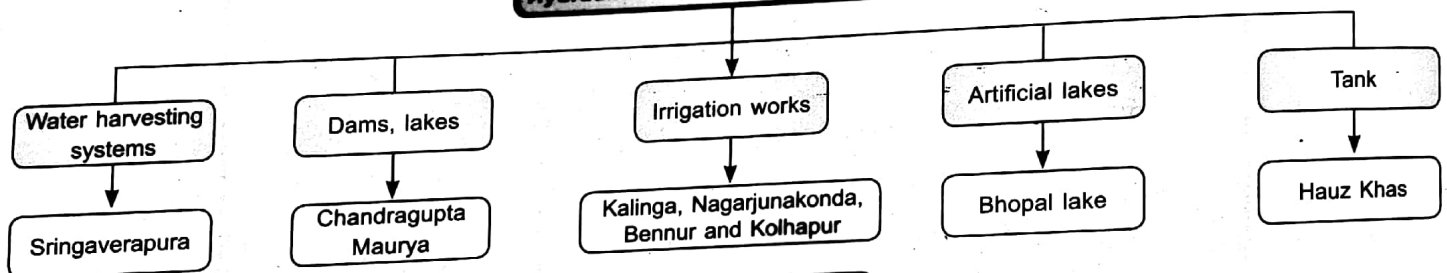 Water harvesting
systems
Dams, lakes
Irrigation works
Artificial lakes
Tank
Sringaverapura
Chandragupta
Maurya
Kalinga, Nagarjunakonda,
Bennur and Kolhapur
Bhopal lake
Hauz Khas